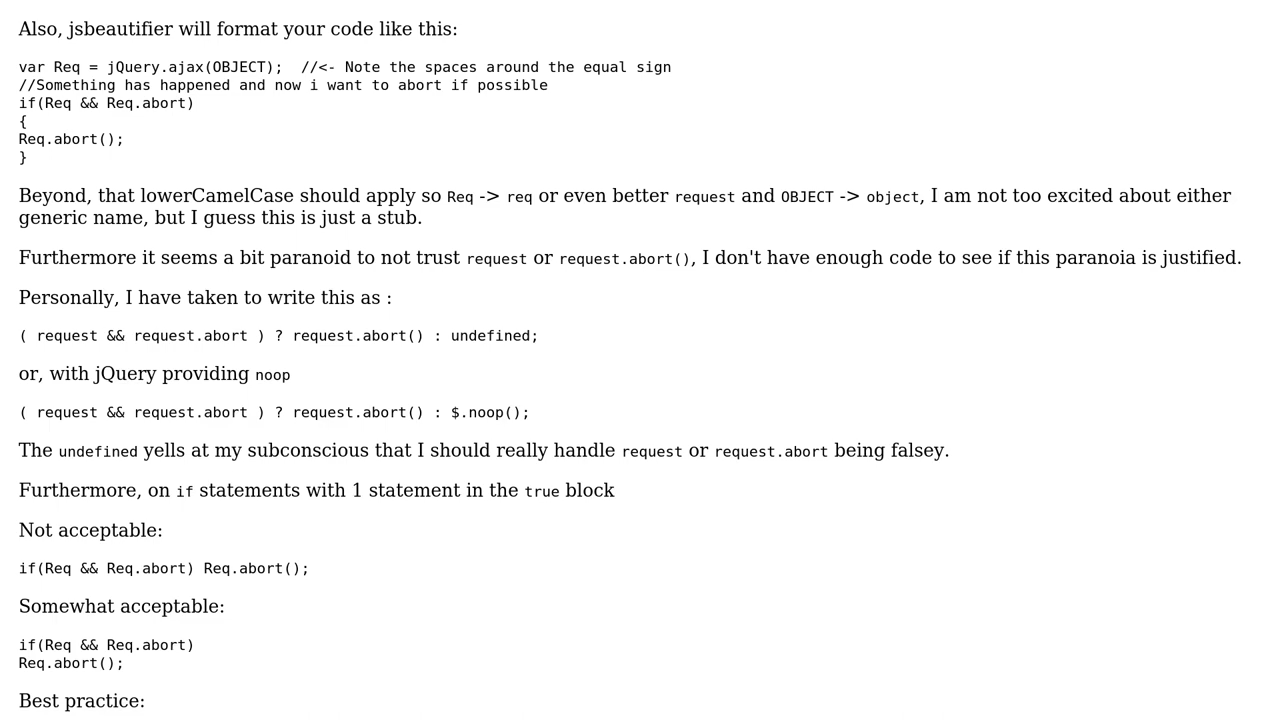 Also, jsbeautifier will format your code like this:
var Req = jQuery.ajax(OBJECT);  //<- Note the spaces around the equal sign
//Something has happened and now i want to abort if possible
if(Req && Req.abort)
{
Req.abort();
}
Beyond, that lowerCamelCase should apply so Req -> req or even better request and OBJECT -> object, I am not too excited about either
generic name, but I guess this is just a stub.
Furthermore it seems a bit paranoid to not trust request or request.abort(), I don't have enough code to see if this paranoia is justified.
Personally, I have taken to write this as :
( request && request.abort ) ? request.abort() : undefined;
or, with jQuery providing noop
( request && request.abort ) ? request.abort() : $.noop();
The undefined yells at my subconscious that I should really handle request or request.abort being falsey.
Furthermore, on if statements with 1 statement in the true block
Not acceptable:
if(Req && Req.abort) Req.abort();
Somewhat acceptable:
if(Req && Req.abort)
Req.abort();
Best practice: